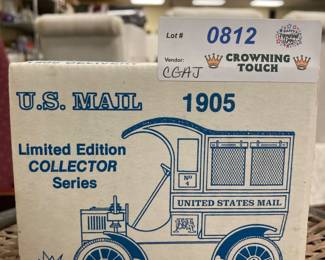 Lot #
0812
Vendor:
CGAJ
CROWNING
TOUCH
U.S. MAIL
1905
Limited Edition
COLLECTOR
Series
No
4
UNITED STATES MAIL